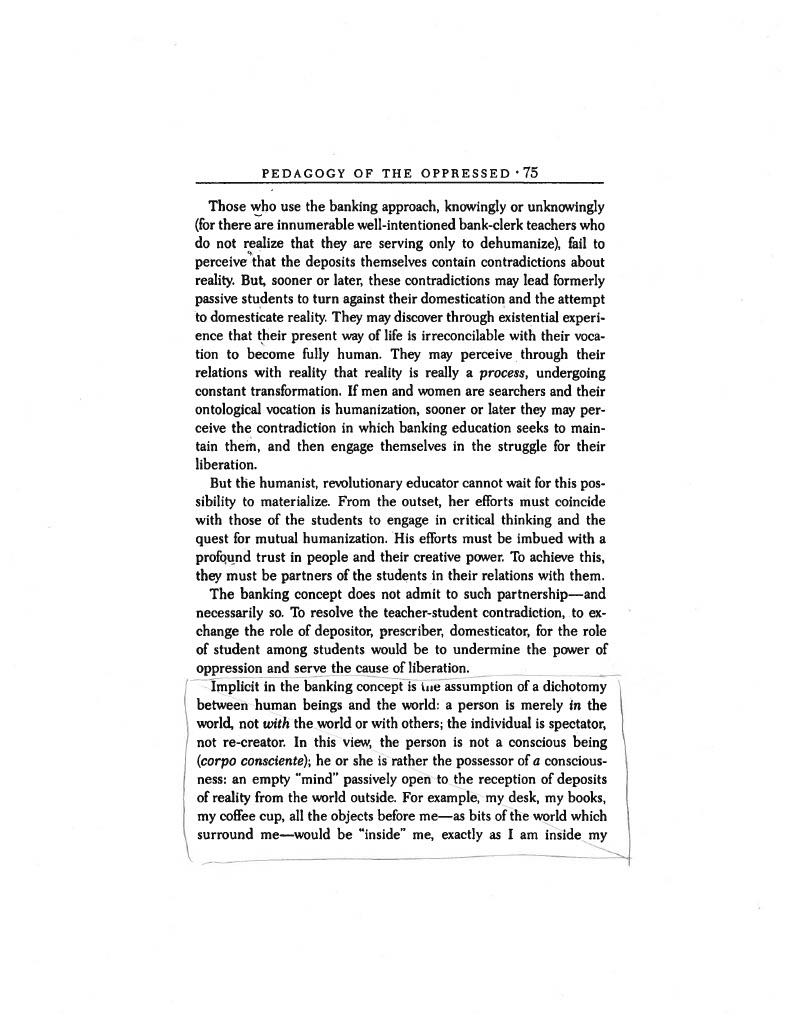 PEDAGOGY OF THE OPPRESSED · 75
Those who use the banking approach, knowingly or unknowingly
(for there are innumerable well-intentioned bank-clerk teachers who
do not realize that they are serving only to dehumanize), fail to
perceive that the deposits themselves contain contradictions about
reality. But, sooner or later, these contradictions may lead formerly
passive students to turn against their domestication and the attempt
to domesticate reality. They may discover through existential experi-
ence that their present way of life is irreconcilable with their voca-
tion to become fully human. They may perceive through their
relations with reality that reality is really a process, undergoing
constant transformation. If men and women are searchers and their
ontological vocation is humanization, sooner or later they may per-
ceive the contradiction in which banking education seeks to main-
tain them, and then engage themselves in the struggle for their
liberation.
But the humanist, revolutionary educator cannot wait for this pos-
sibility to materialize. From the outset, her efforts must coincide
with those of the students to engage in critical thinking and the
quest for mutual humanization. His efforts must be imbued with a
profound trust in people and their creative power. To achieve this,
they must be partners of the students in their relations with them.
The banking concept does not admit to such partnership—and
necessarily so. To resolve the teacher-student contradiction, to ex-
change the role of depositor, prescriber, domesticator, for the role
of student among students would be to undermine the power of
oppression and serve the cause of liberation.
Implicit in the banking concept is the assumption of a dichotomy
between human beings and the world: a person is merely in the
world, not with the world or with others; the individual is spectator,
not re-creator. In this view, the person is not a conscious being
(corpo consciente); he or she is rather the possessor of a conscious-
ness: an empty "mind" passively open to the reception of deposits
of reality from the world outside. For example, my desk, my books,
my coffee cup, all the objects before me—as bits of the world which
surround me—would be "inside" me, exactly as I am inside my